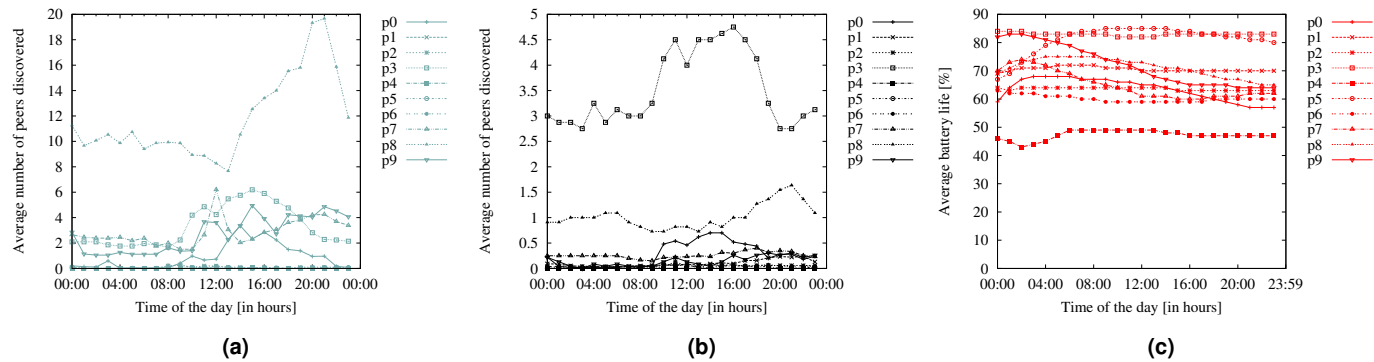 Average number of peers discovered
20
18
16
14
12
10
8
6
4
2
0
00:00 04:00 08:00 12:00 16:00 20:00 00:00
Time of the day [in hours]
p0
p1
p2
p3
p4
p5
p6
p7
p8
p9
(a)
Average number of peers discovered
5
4.5
4
3.5
3
2.5
2
1.5
1
0.5
0
00:00 04:00 08:00 12:00 16:00 20:00 00:00
Time of the day [in hours]
p0
p1
p2
p3
p4
p5
p6
p7
p8
p9
(b)
Average battery life [%]
90
80
70
60
50
40
30
20
10
0
00:00 04:00 08:00 12:00 16:00 20:00 23:59
Time of the day [in hours]
p0
p1
p2
p3
p4
p5
p6
p7
p8
p9
(c)